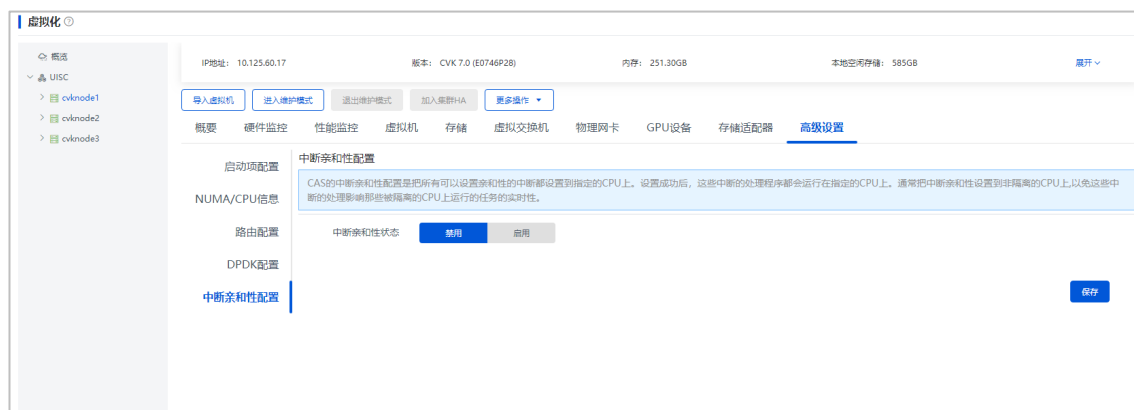 虚拟化
概览
UISC
cvknode1
cvknode2
cvknode3
IP地址： 10.125.60.17 版本： CVK 7.0 (E0746P28) 内存： 251.30GB 本地空闲存储： 585GB 展开
导入虚拟机 进入维护模式 退出维护模式 加入集群HA 更多操作
概要 硬件监控 性能监控 虚拟机 存储 虚拟交换机 物理网卡 GPU设备 存储适配器 高级设置
启动项配置
NUMA/CPU信息
路由配置
DPDK配置
中断亲和性配置
中断亲和性配置
CAS的中断亲和性配置是把所有可以设置亲和性的中断都设置到指定的CPU上。设置成功后，这些中断的处理程序都会运行在指定的CPU上。通常把中断亲和性设置到非隔离的CPU上,以免这些中
断的处理影响那些被隔离的CPU上运行的任务的实时性。
中断亲和性状态 禁用 启用
保存